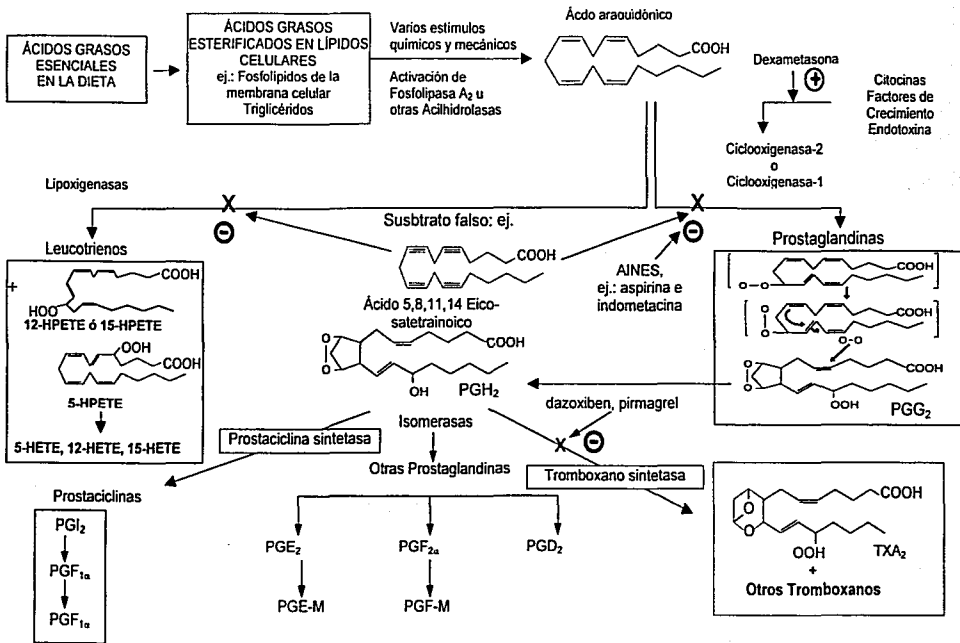 ÁCIDOS GRASOS
ESENCIALES
EN LA DIETA
ÁCIDOS GRASOS
ESTERIFICADOS EN LÍPIDOS
CELULARES
ej.: Fosfolipidos de la
membrana celular
Triglicéridos
Varios estímulos
químicos y mecánicos
Activación de
Fosfolipasa A₂ u
otras Acilhidrolasas
Ácdo araouidónico
COOH
Dexametasona
+
Citocinas
Factores de
Crecimiento
Endotoxina
Ciclooxigenasa-2
o
Ciclooxigenasa-1
Lipoxigenasas
X
−
Susbtrato falso: ej.
X
−
Leucotrienos
Prostaglandinas
COOH
HOO
12-HPETE ó 15-HPETE
OOH
COOH
5-HPETE
5-HETE, 12-HETE, 15-HETE
+
COOH
Ácido 5,8,11,14 Eico-
satetrainoico
AINES,
ej.: aspirina e
indometacina
COOH
O-O
COOH
O
O
O-O
COOH
O
O
OOH
PGG₂
COOH
O
O
OH
PGH₂
dazoxiben, pirmagrel
X
−
Isomerasas
Prostaciclina sintetasa
Otras Prostaglandinas
Tromboxano sintetasa
Prostaciclinas
PGI₂
PGF₁α
PGF₁α
PGE₂
PGF₂α
PGD₂
PGE-M
PGF-M
COOH
O
O
OOH
TXA₂
+
Otros Tromboxanos